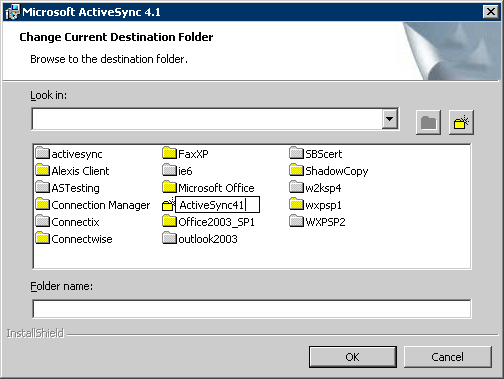 Microsoft ActiveSync 4.1
Change Current Destination Folder
Browse to the destination folder.
Look in:
activesync
Alexis Client
ASTesting
Connection Manager
Connectix
Connectwise
FaxXP
ie6
Microsoft Office
ActiveSync41
Office2003_SP1
outlook2003
SBScert
ShadowCopy
w2ksp4
wxpsp1
WXPSP2
Folder name:
InstallShield
OK
Cancel